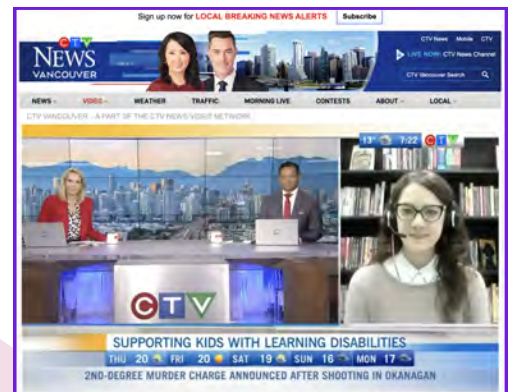 Sign up now for LOCAL BREAKING NEWS ALERTS Subscribe
CTV
NEWS
VANCOUVER
CTV News Mobile CTV
LIVE NOW: CTV News Channel
CTV Vancouver Search
NEWS VIDEO WEATHER TRAFFIC MORNING LIVE CONTESTS ABOUT LOCAL
CTV VANCOUVER - A PART OF THE CTV NEWS VIDEO NETWORK
13° 7:22 CTV
CTV
SUPPORTING KIDS WITH LEARNING DISABILITIES
THU 20 FRI 20 SAT 19 SUN 16 MON 17
2ND-DEGREE MURDER CHARGE ANNOUNCED AFTER SHOOTING IN OKANAGAN